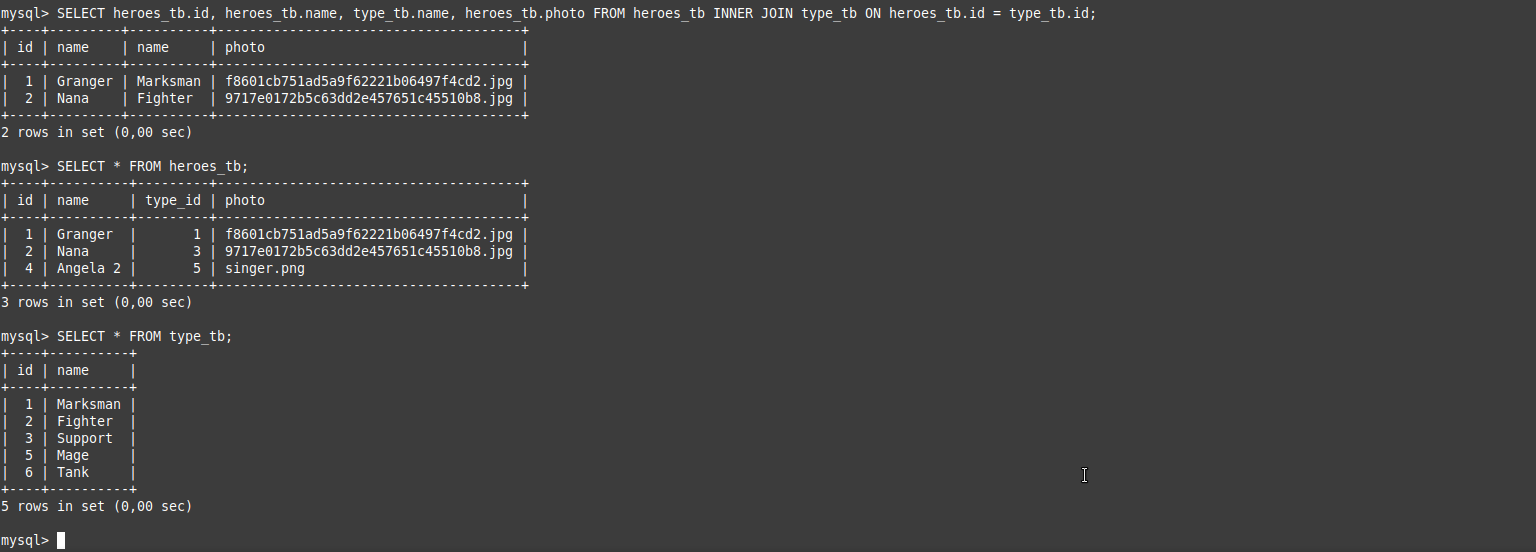 mysql> SELECT heroes_tb.id, heroes_tb.name, type_tb.name, heroes_tb.photo FROM heroes_tb INNER JOIN type_tb ON heroes_tb.id = type_tb.id;
+----+---------+----------+--------------------------------------+
| id | name    | name     | photo                                |
+----+---------+----------+--------------------------------------+
|  1 | Granger | Marksman | f8601cb751ad5a9f62221b06497f4cd2.jpg |
|  2 | Nana    | Fighter  | 9717e0172b5c63dd2e457651c45510b8.jpg |
+----+---------+----------+--------------------------------------+
2 rows in set (0,00 sec)

mysql> SELECT * FROM heroes_tb;
+----+----------+---------+--------------------------------------+
| id | name     | type_id | photo                                |
+----+----------+---------+--------------------------------------+
|  1 | Granger  |       1 | f8601cb751ad5a9f62221b06497f4cd2.jpg |
|  2 | Nana     |       3 | 9717e0172b5c63dd2e457651c45510b8.jpg |
|  4 | Angela 2 |       5 | singer.png                           |
+----+----------+---------+--------------------------------------+
3 rows in set (0,00 sec)

mysql> SELECT * FROM type_tb;
+----+----------+
| id | name     |
+----+----------+
|  1 | Marksman |
|  2 | Fighter  |
|  3 | Support  |
|  5 | Mage     |
|  6 | Tank     |
+----+----------+
5 rows in set (0,00 sec)

mysql>